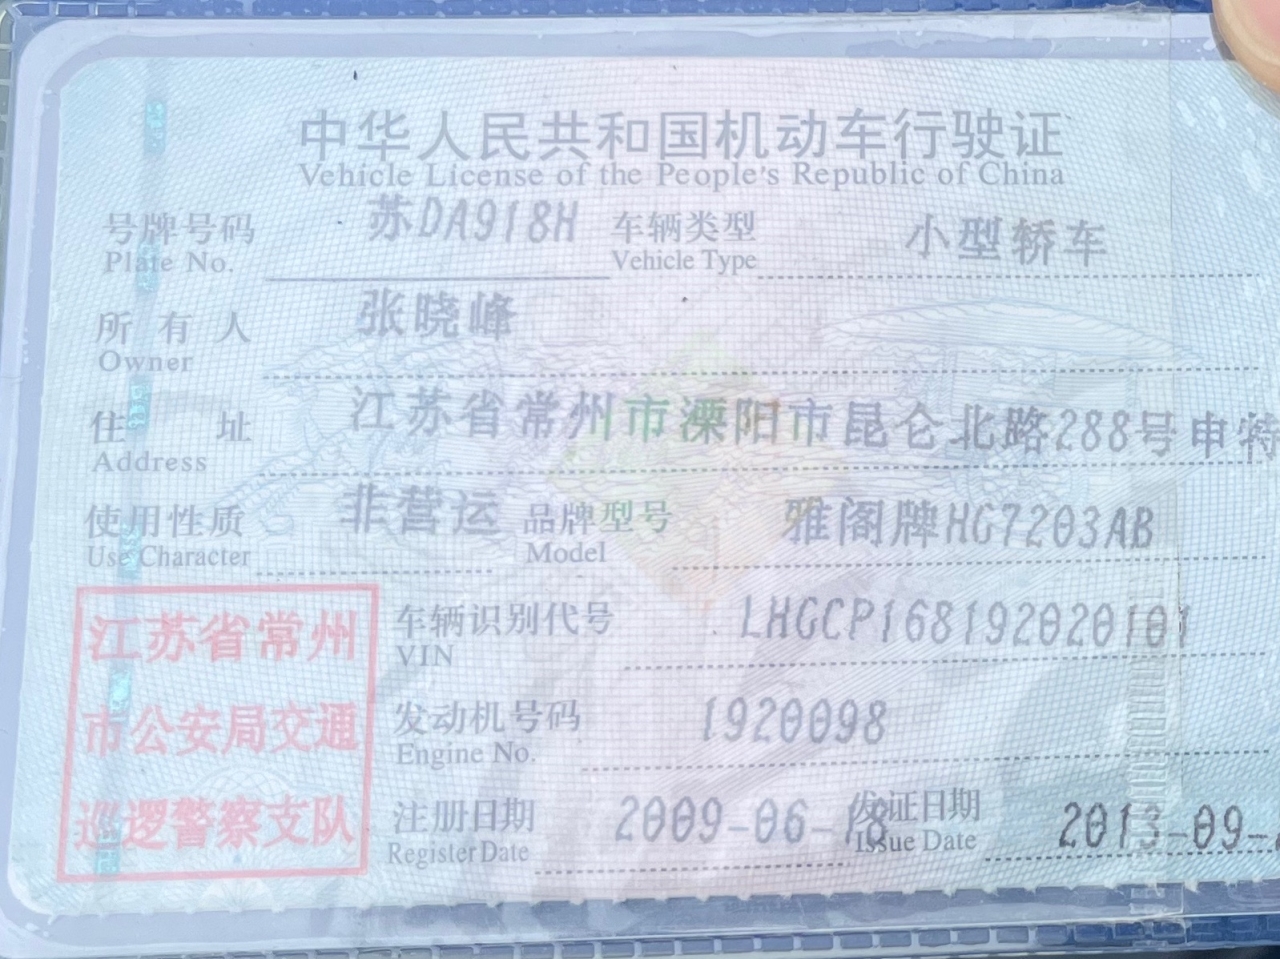 中华人民共和国机动车行驶证
Vehicle License of the People's Republic of China
号牌号码 苏DA918H 车辆类型 小型轿车
Plate No. Vehicle Type
所有人 张晓峰
Owner
住址 江苏省常州市溧阳市昆仑北路288号申特
Address
使用性质 非营运 品牌型号 雅阁牌HG7203AB
Use Character Model
江苏省常州
市公安局交通
巡逻警察支队
车辆识别代号 LHGCP168192020101
VIN
发动机号码 1920098
Engine No.
注册日期 2009-06-18 发证日期 2013-09-
Register Date Issue Date